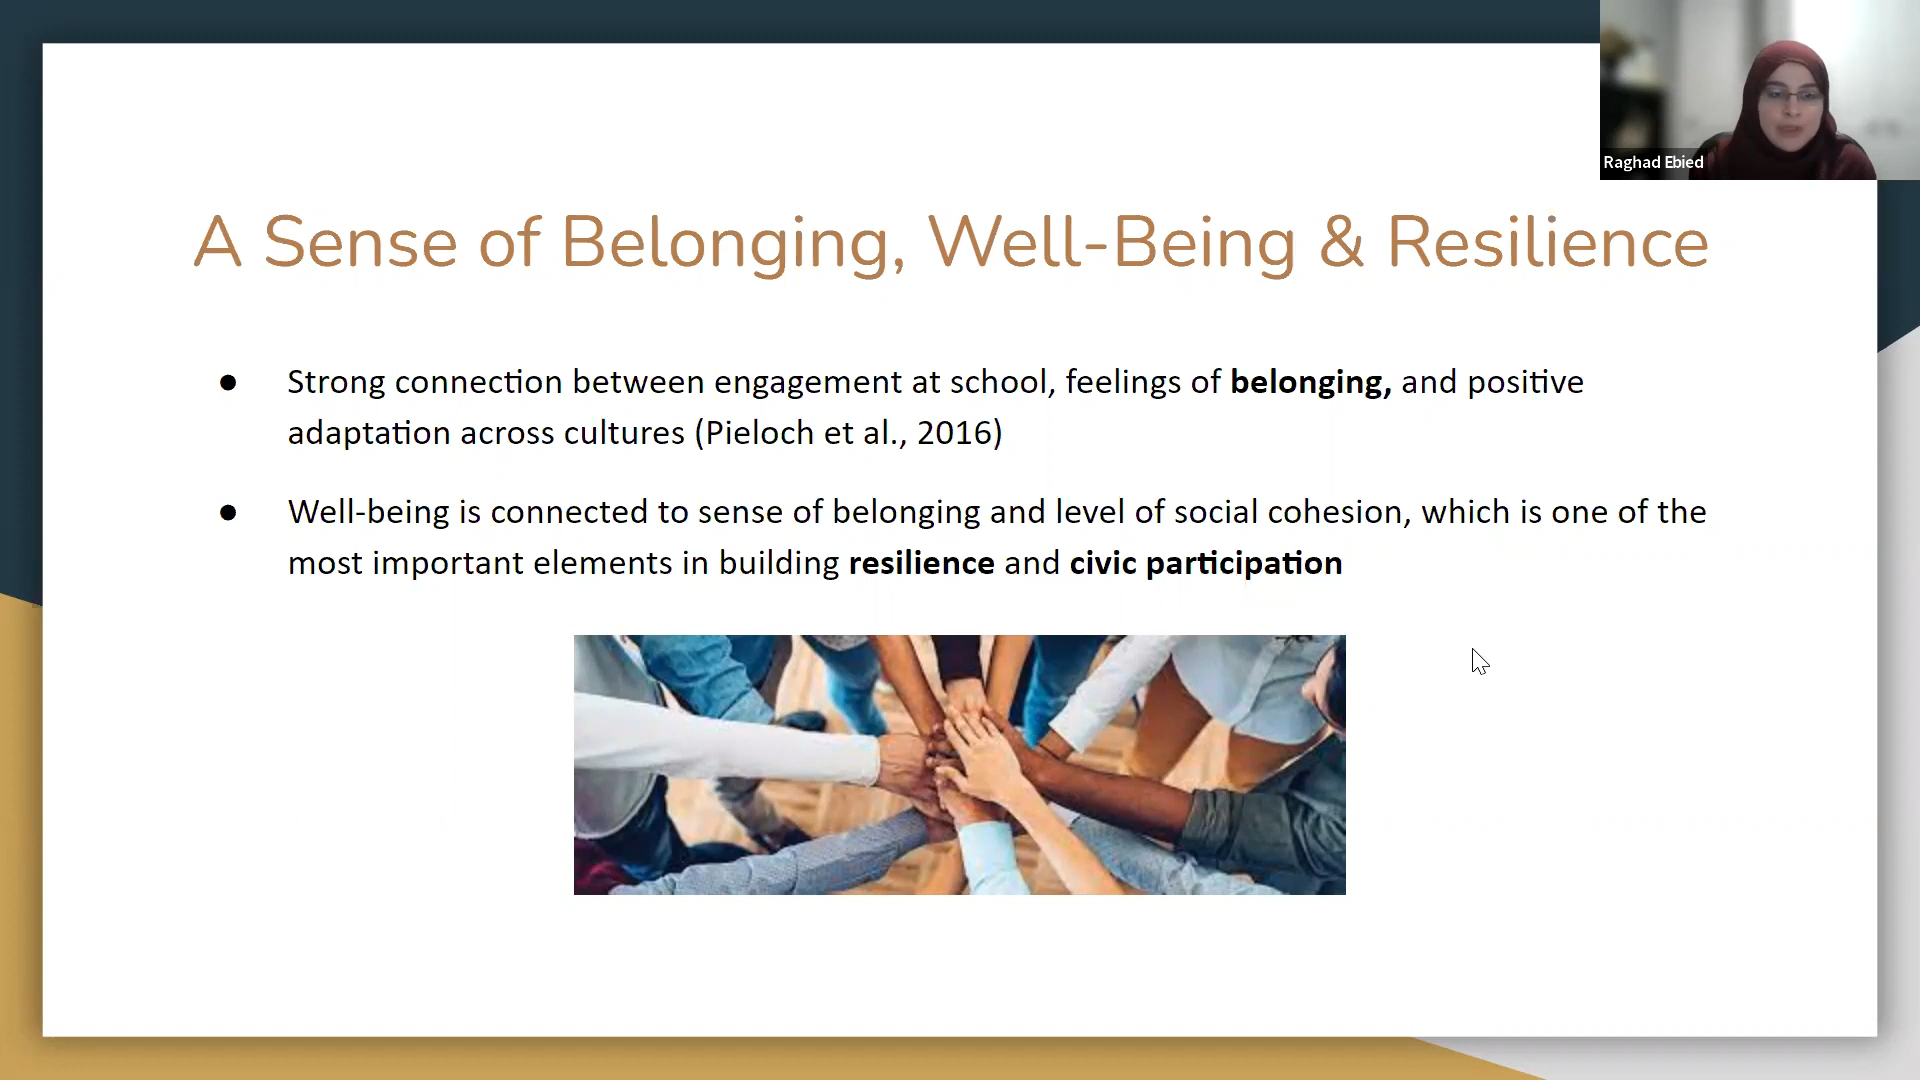 Raghad Ebied
A Sense of Belonging, Well-Being & Resilience
● Strong connection between engagement at school, feelings of belonging, and positive
adaptation across cultures (Pieloch et al., 2016)
● Well-being is connected to sense of belonging and level of social cohesion, which is one of the
most important elements in building resilience and civic participation